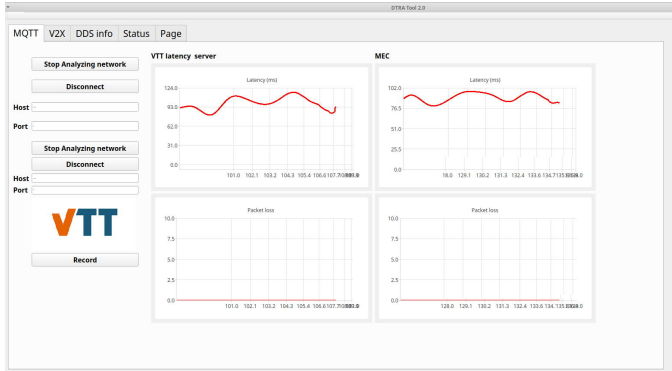 DTRA Tool 2.0
MQTT V2X DDS info Status Page
VTT latency server
MEC
Stop Analyzing network
Disconnect
Host
Port
Stop Analyzing network
Disconnect
Host
Port
VTT
Record
Latency (ms)
124.0
93.0
62.0
31.0
0.0
101.0 102.1 103.2 104.3 105.4 106.6 107.7
Latency (ms)
102.0
76.5
51.0
25.5
0.0
18.0 129.1 130.2 131.3 132.4 133.6 134.7
Packet loss
10.0
7.5
5.0
2.5
0.0
101.0 102.1 103.2 104.3 105.4 106.6 107.7
Packet loss
10.0
7.5
5.0
2.5
0.0
128.0 129.1 130.2 131.3 132.4 133.6 134.7